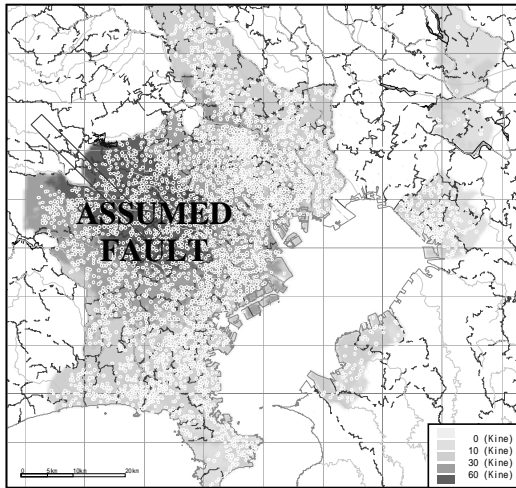 ASSUMED
FAULT
0 (Kine)
10 (Kine)
30 (Kine)
60 (Kine)
0 5km 10km 20km